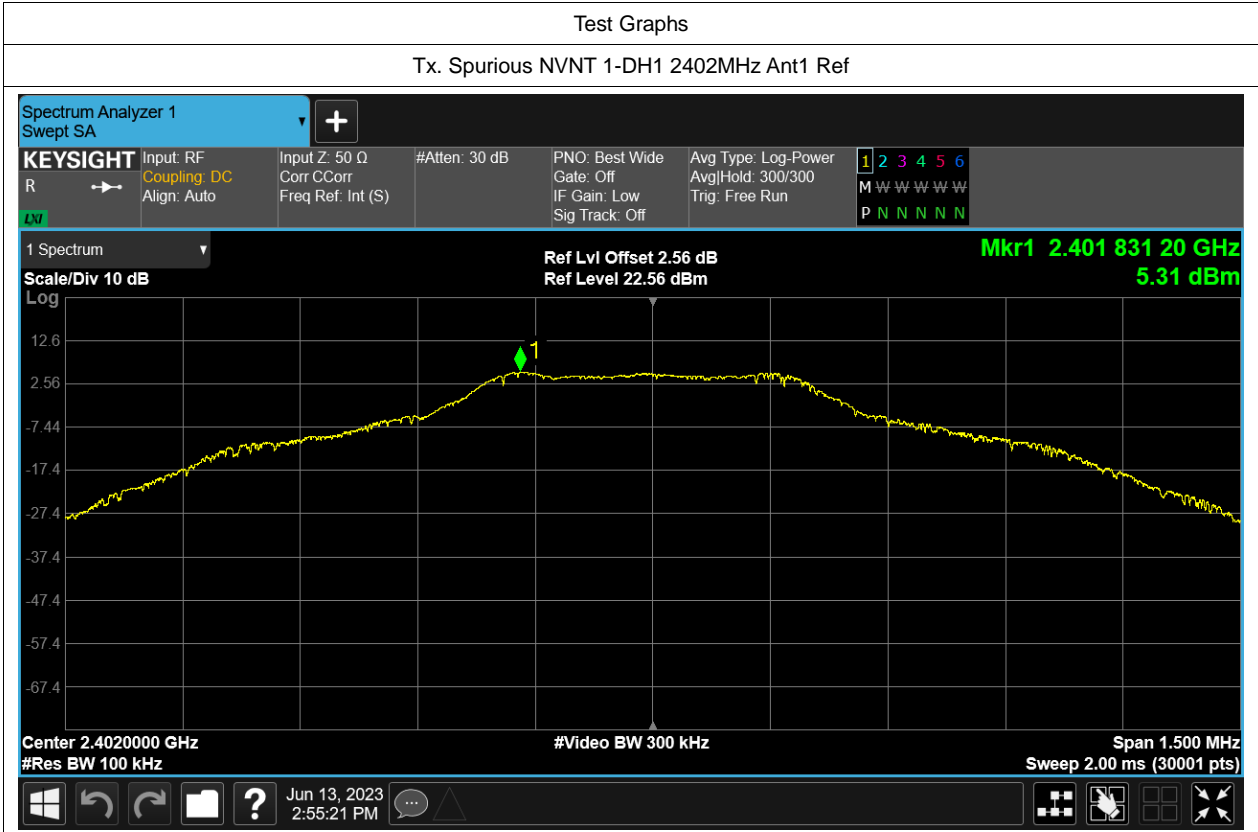 Test Graphs
Tx. Spurious NVNT 1-DH1 2402MHz Ant1 Ref
Spectrum Analyzer 1
Swept SA
KEYSIGHT
R
LXI
Input: RF
Coupling: DC
Align: Auto
Input Z: 50 Ω
Corr CCorr
Freq Ref: Int (S)
#Atten: 30 dB
PNO: Best Wide
Gate: Off
IF Gain: Low
Sig Track: Off
Avg Type: Log-Power
Avg|Hold: 300/300
Trig: Free Run
1 2 3 4 5 6
M W W W W W
P N N N N N
1 Spectrum
Scale/Div 10 dB
Log
Ref Lvl Offset 2.56 dB
Ref Level 22.56 dBm
Mkr1 2.401 831 20 GHz
5.31 dBm
12.6
1
2.56
-7.44
-17.4
-27.4
-37.4
-47.4
-57.4
-67.4
Center 2.4020000 GHz
#Res BW 100 kHz
#Video BW 300 kHz
Span 1.500 MHz
Sweep 2.00 ms (30001 pts)
?
Jun 13, 2023
2:55:21 PM